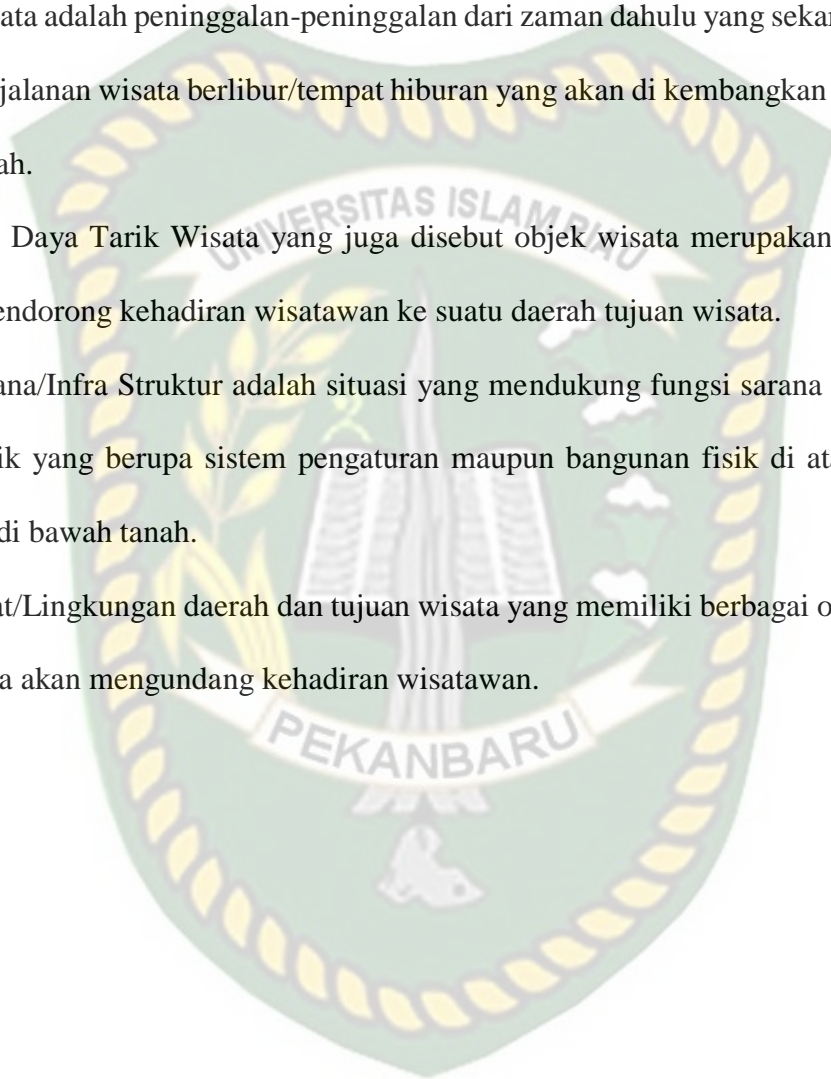 ata adalah peninggalan-peninggalan dari zaman dahulu yang sekar
jalanan wisata berlibur/tempat hiburan yang akan di kembangkan
ah.
Daya Tarik Wisata yang juga disebut objek wisata merupakan
endorong kehadiran wisatawan ke suatu daerah tujuan wisata.
ana/Infra Struktur adalah situasi yang mendukung fungsi sarana
ik yang berupa sistem pengaturan maupun bangunan fisik di ata
di bawah tanah.
at/Lingkungan daerah dan tujuan wisata yang memiliki berbagai o
a akan mengundang kehadiran wisatawan.
UNIVERSITAS ISLAM RIAU
PEKANBARU